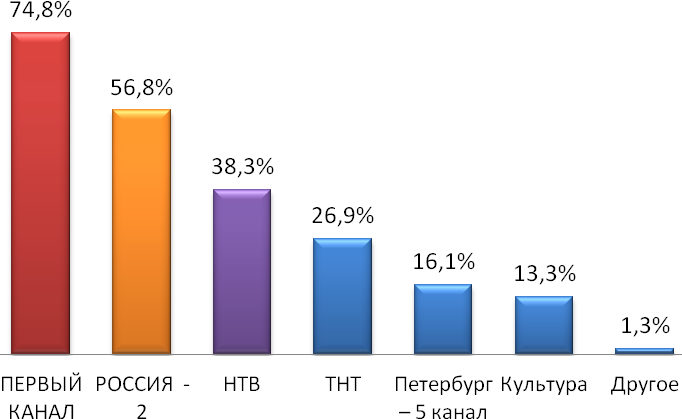 74,8%
56,8%
38,3%
26,9%
16,1%
13,3%
1,3%
ПЕРВЫЙ КАНАЛ
РОССИЯ - 2
НТВ
ТНТ
Петербург – 5 канал
Культура
Другое